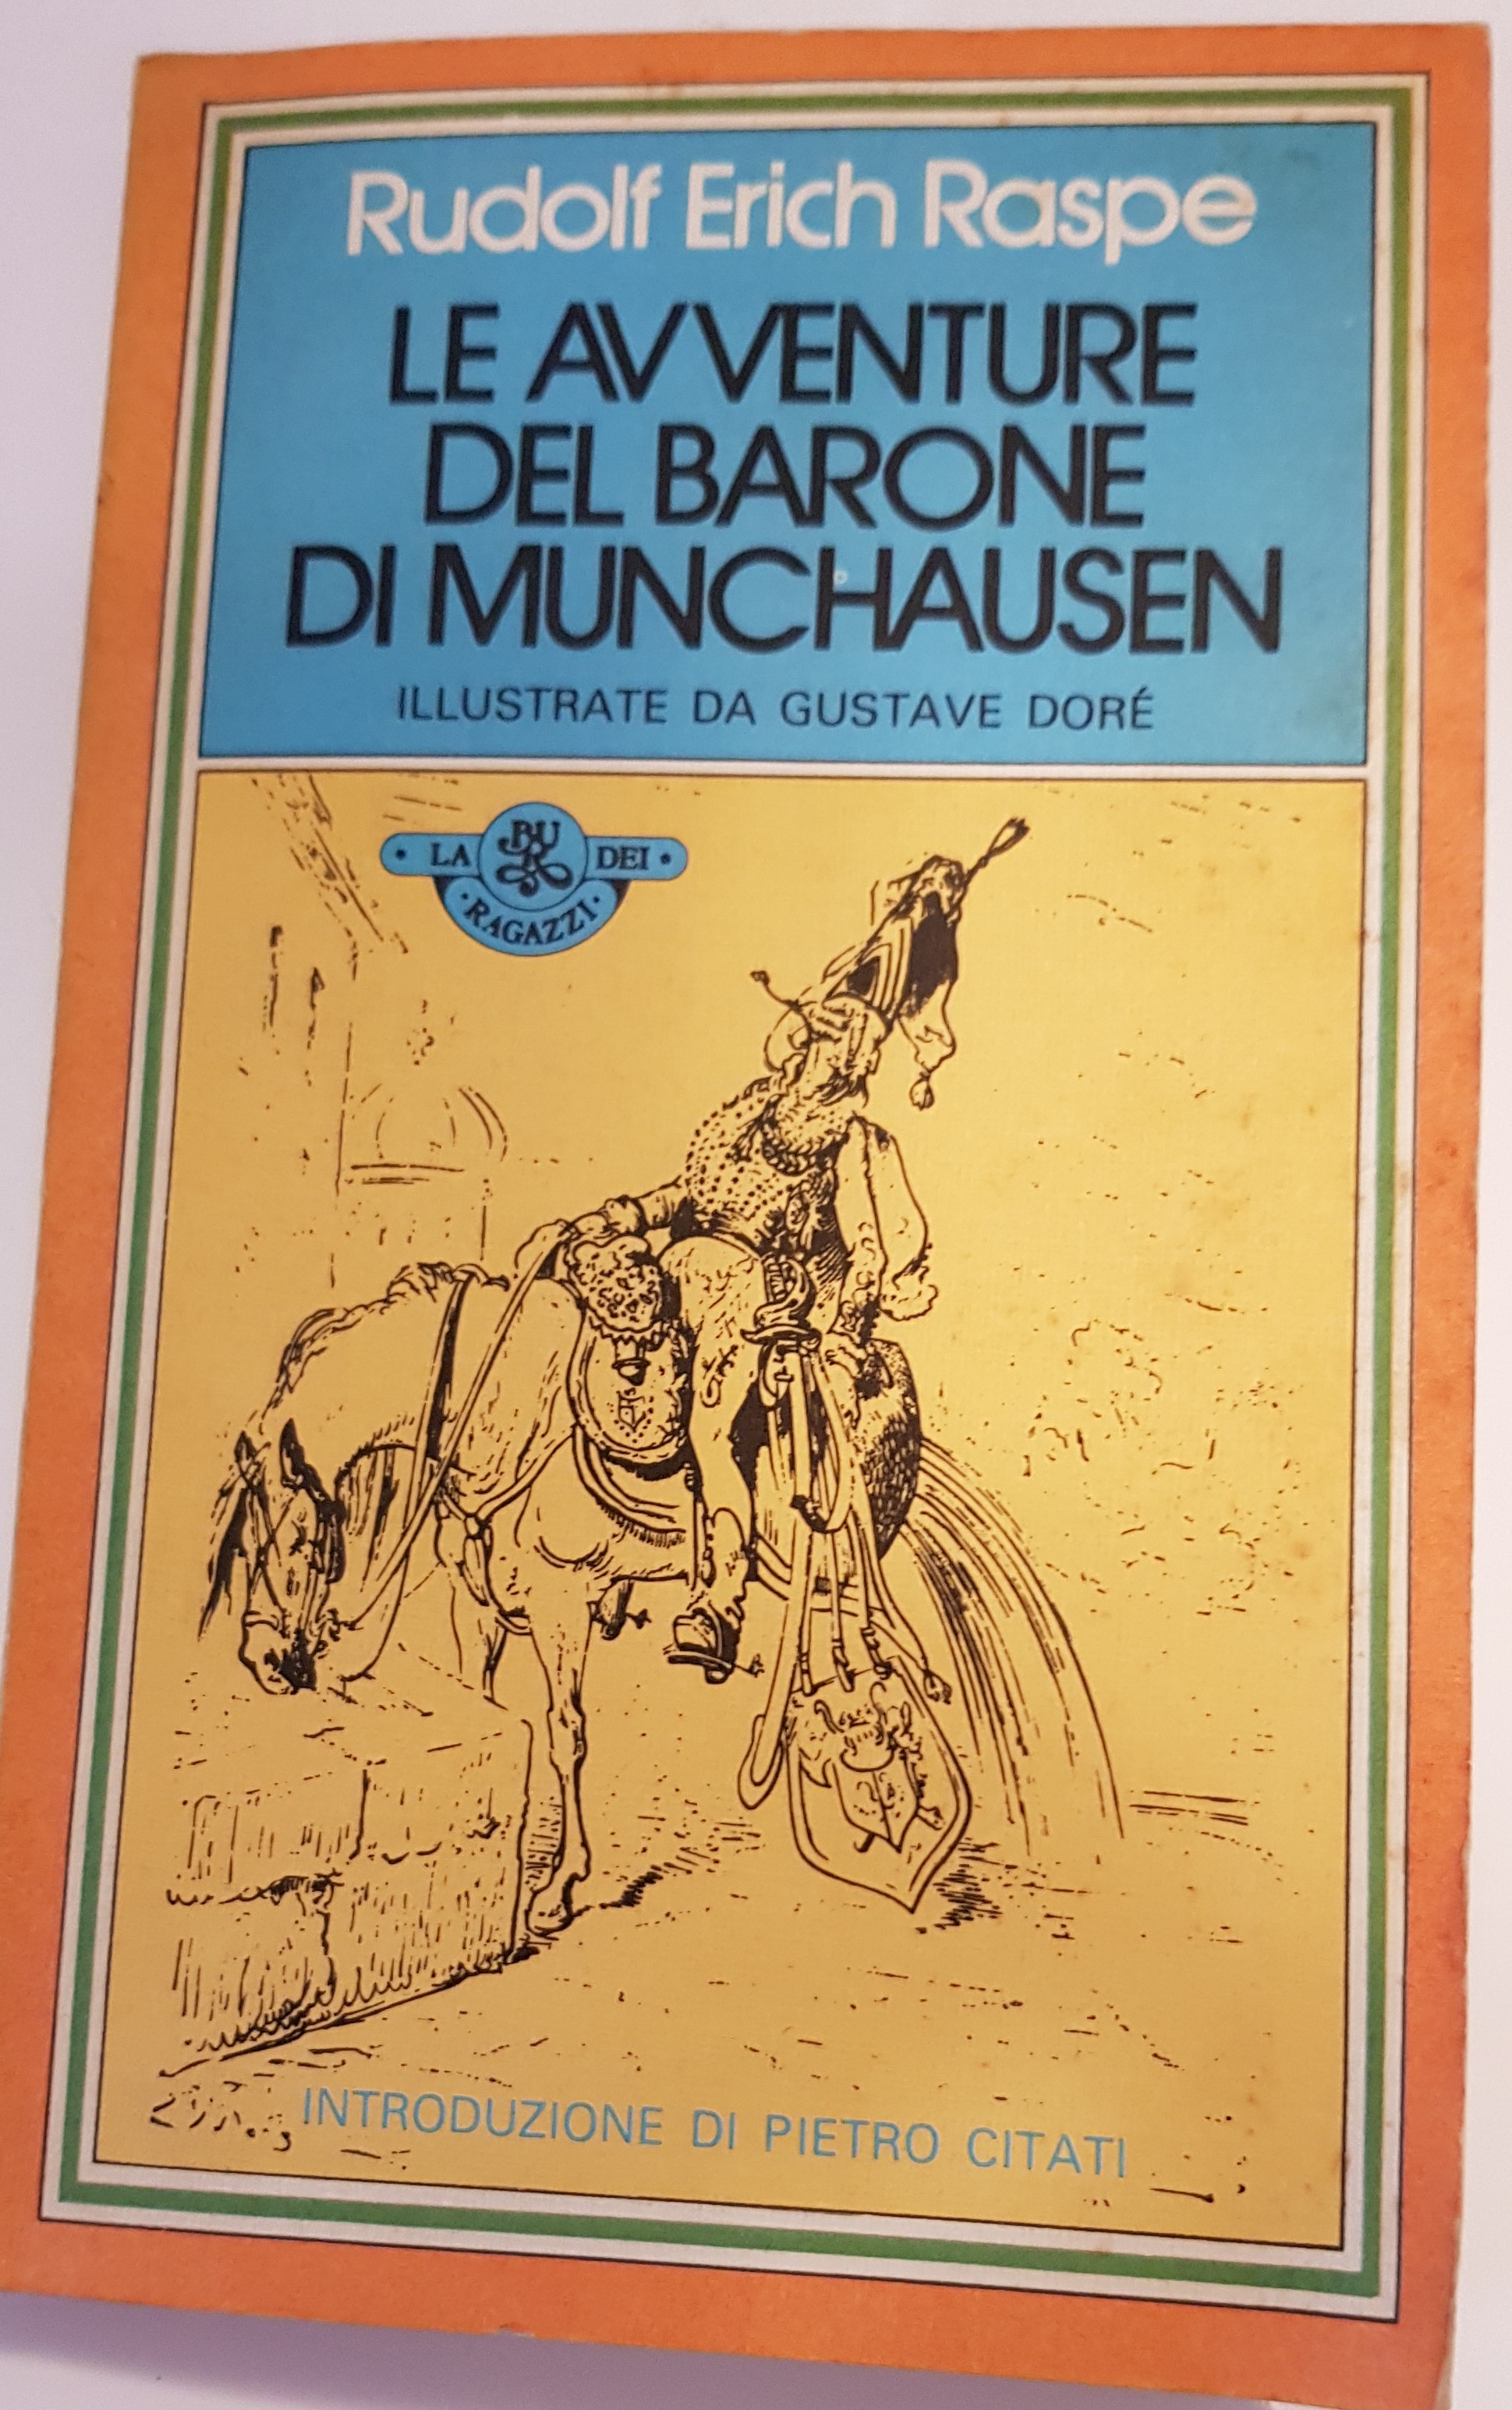 Rudolf Erich Raspe
LE AVVENTURE
DEL BARONE
DI MUNCHAUSEN
ILLUSTRATE DA GUSTAVE DORÉ
LA BUR DEI
RAGAZZI
INTRODUZIONE DI PIETRO CITATI